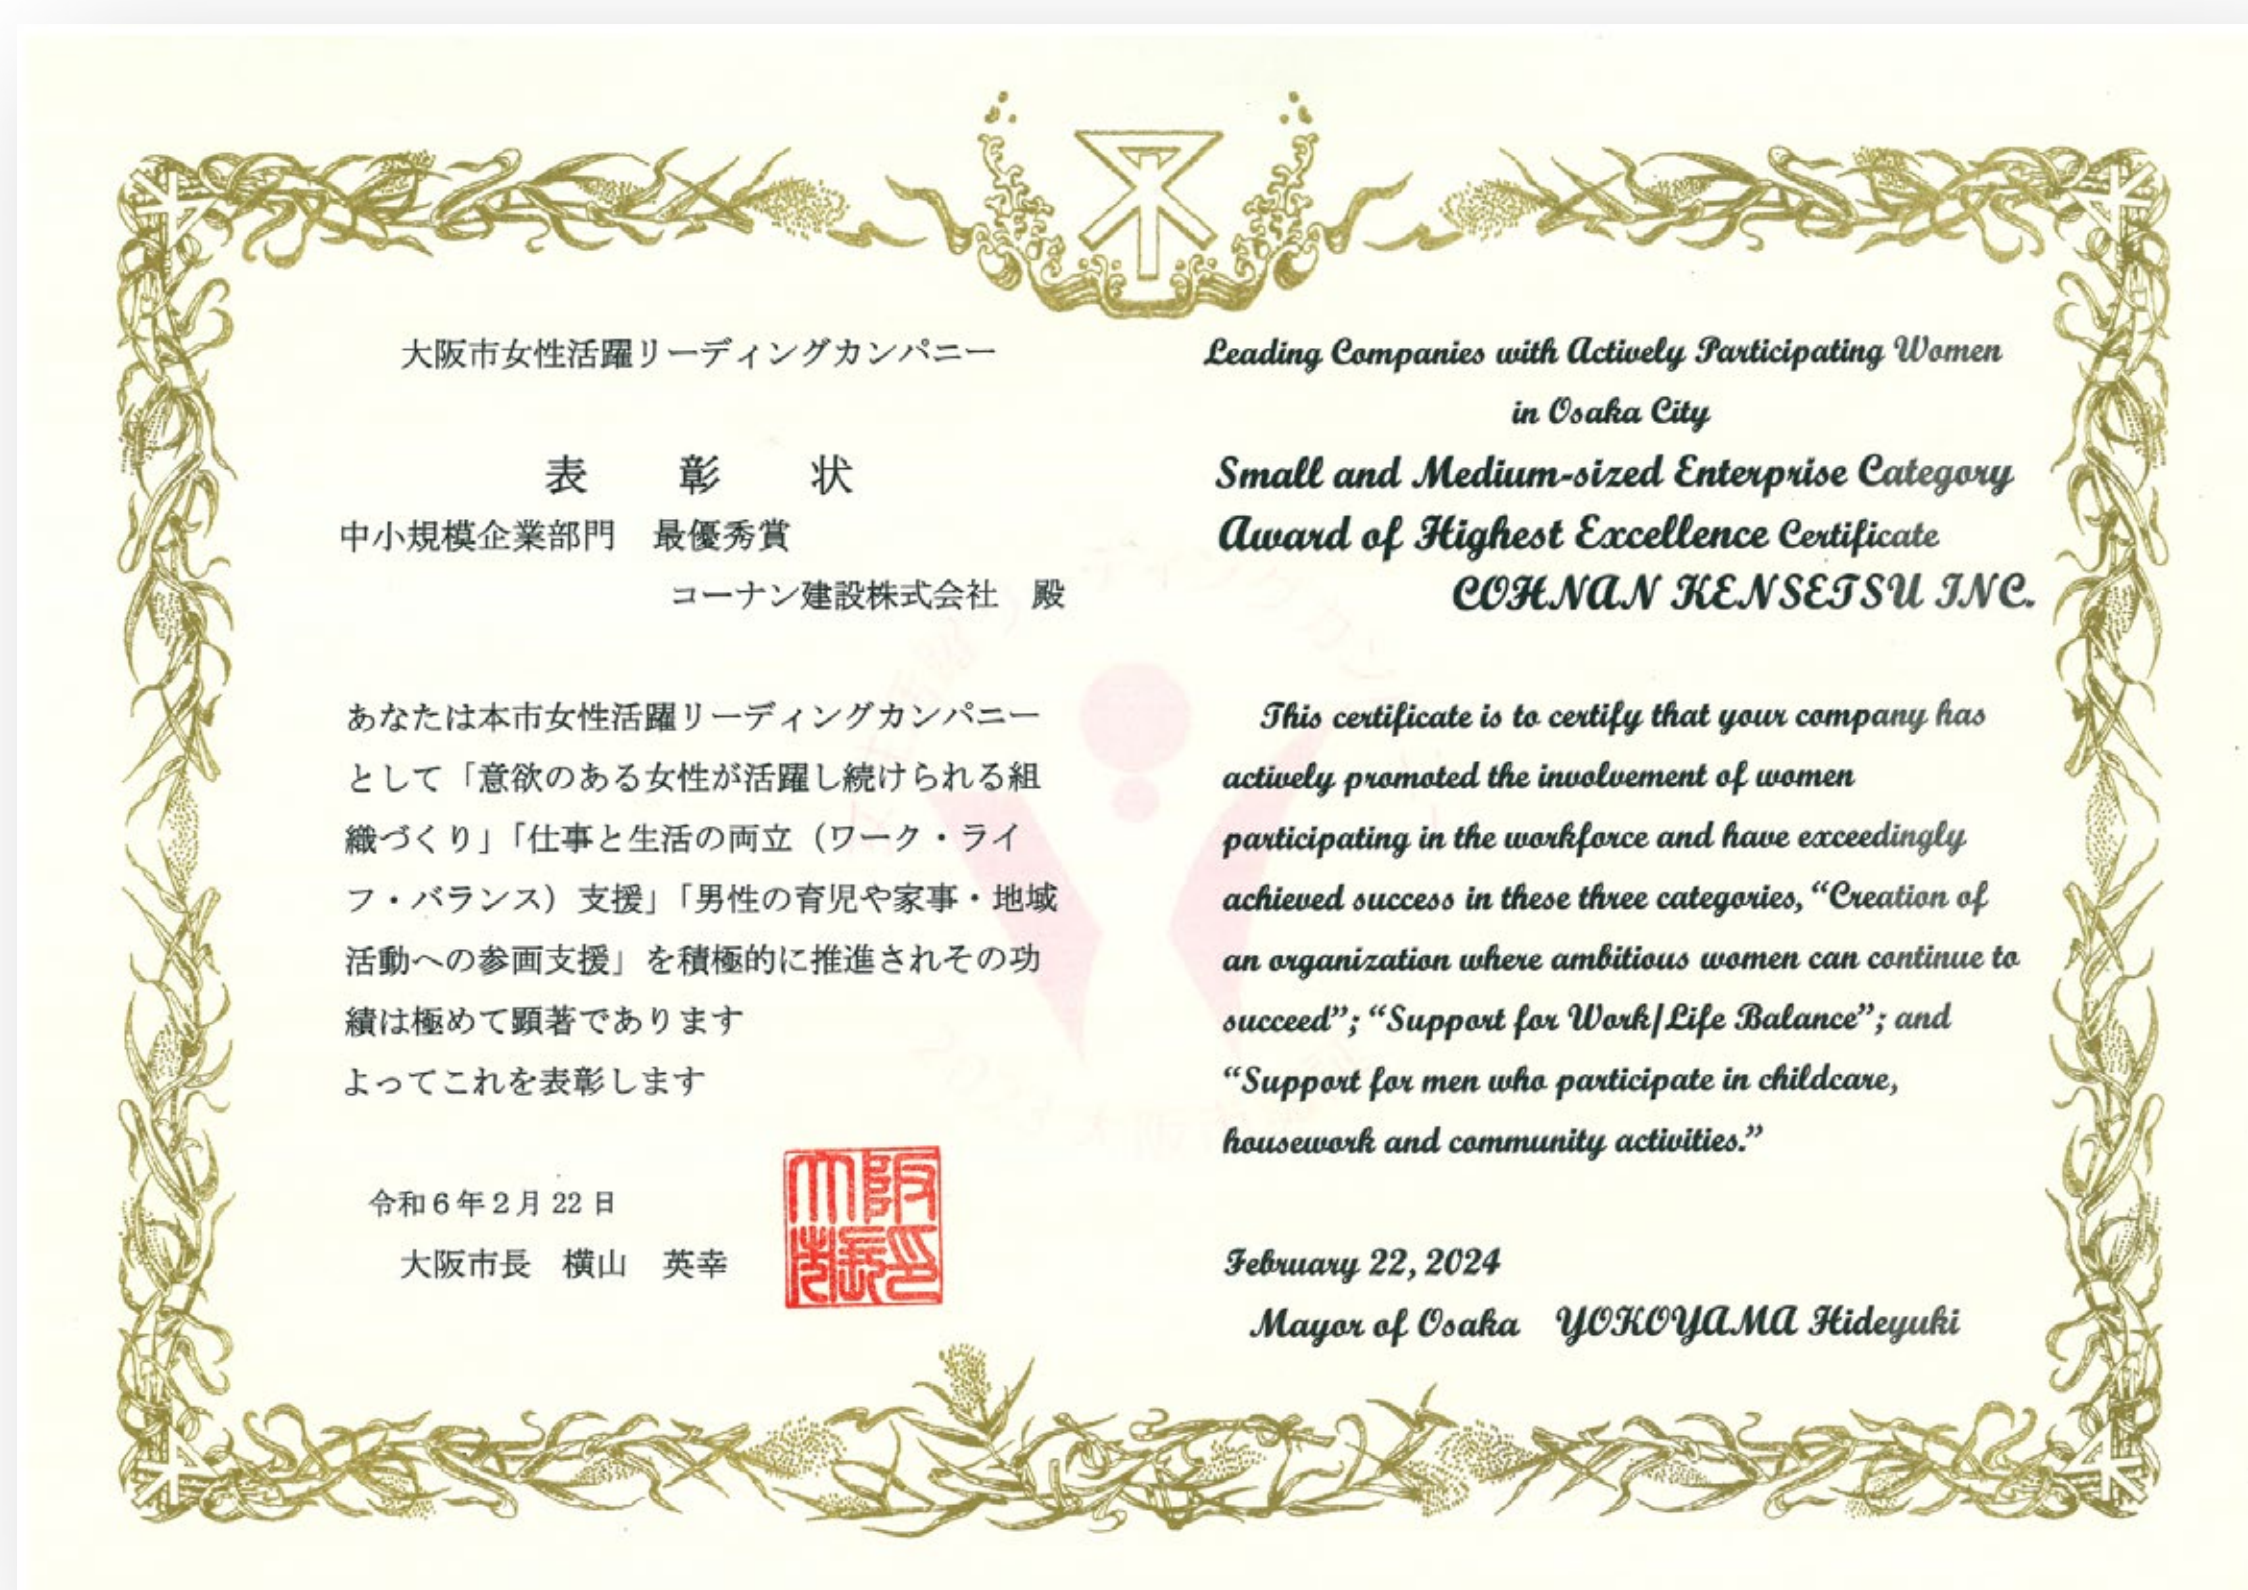 大阪市女性活躍リーディングカンパニー
表 彰 状
中小規模企業部門 最優秀賞
コーナン建設株式会社 殿
あなたは本市女性活躍リーディングカンパニー
として「意欲のある女性が活躍し続けられる組
織づくり」「仕事と生活の両立（ワーク・ライ
フ・バランス）支援」「男性の育児や家事・地域
活動への参画支援」を積極的に推進されその功
績は極めて顕著であります
よってこれを表彰します
令和６年２月 22 日
大阪市長 横山 英幸
大阪市長印
Leading Companies with Actively Participating Women
in Osaka City
Small and Medium-sized Enterprise Category
Award of Highest Excellence Certificate
COHNAN KENSETSU INC.
This certificate is to certify that your company has
actively promoted the involvement of women
participating in the workforce and have exceedingly
achieved success in these three categories, “Creation of
an organization where ambitious women can continue to
succeed”; “Support for Work/Life Balance”; and
“Support for men who participate in childcare,
housework and community activities.”
February 22, 2024
Mayor of Osaka YOKOYAMA Hideyuki